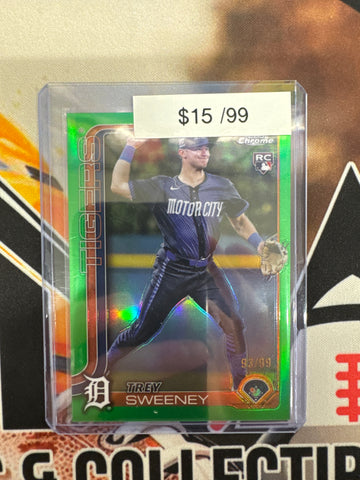 $15 /99
Chrome
RC
TIGERS
MOTOR CITY
93/99
D
TREY
SWEENEY
& COLLECTIB